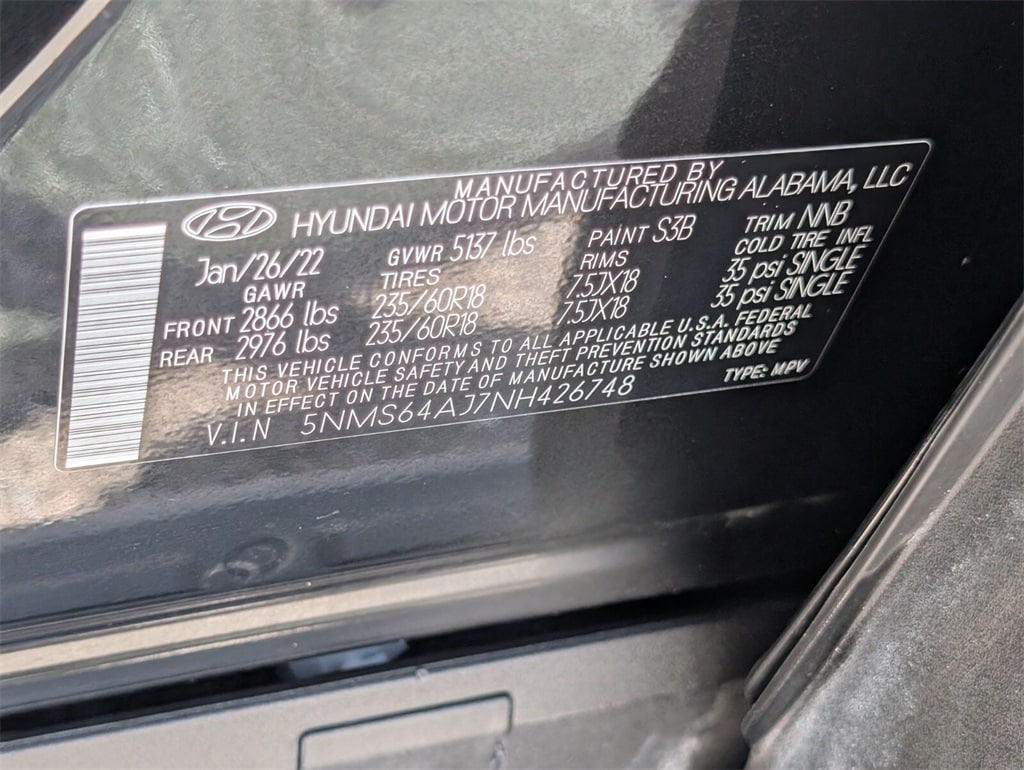 MANUFACTURED BY
HYUNDAI MOTOR MANUFACTURING ALABAMA, LLC
Jan/26/22 GVWR 5137 lbs PAINT S3B TRIM NNB
GAWR TIRES RIMS COLD TIRE INFL
FRONT 2866 lbs 235/60R18 7.5JX18 35 psi SINGLE
REAR 2976 lbs 235/60R18 7.5JX18 35 psi SINGLE
THIS VEHICLE CONFORMS TO ALL APPLICABLE U.S.A. FEDERAL
MOTOR VEHICLE SAFETY AND THEFT PREVENTION STANDARDS
IN EFFECT ON THE DATE OF MANUFACTURE SHOWN ABOVE
V.I.N 5NMS64AJ7NH426748 TYPE: MPV